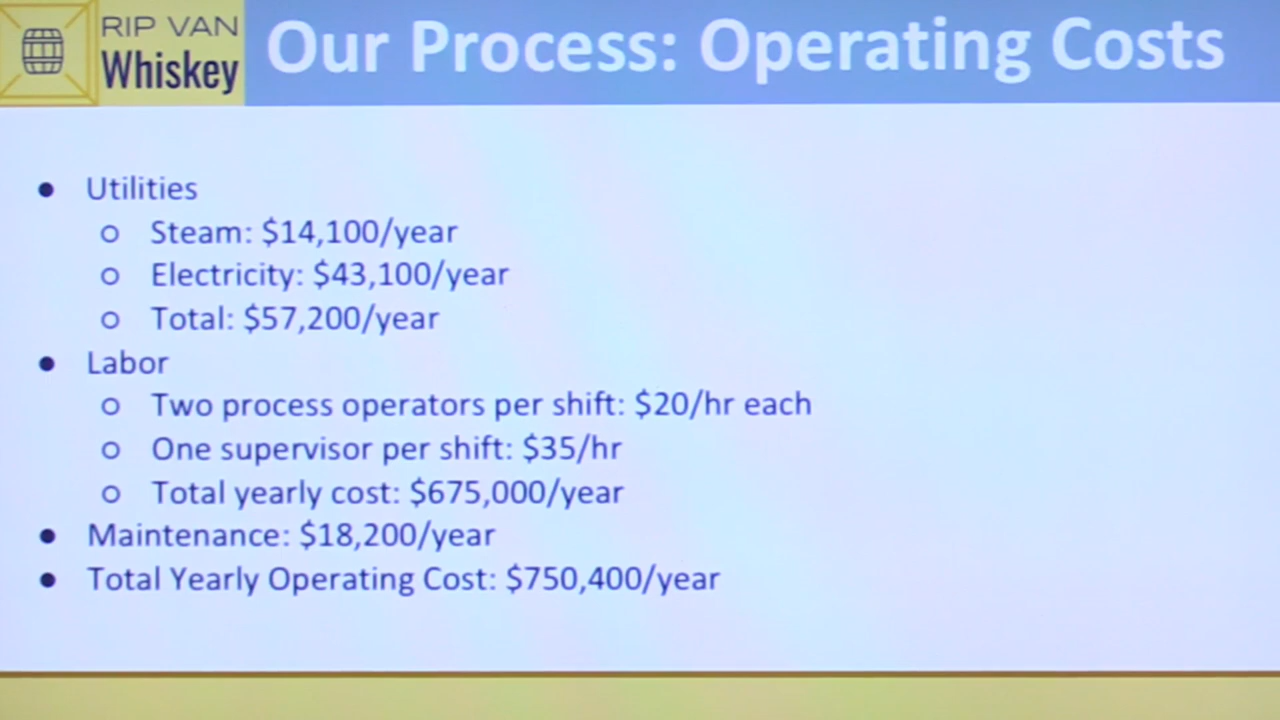 RIP VAN
Whiskey
Our Process: Operating Costs
● Utilities
○ Steam: $14,100/year
○ Electricity: $43,100/year
○ Total: $57,200/year
● Labor
○ Two process operators per shift: $20/hr each
○ One supervisor per shift: $35/hr
○ Total yearly cost: $675,000/year
● Maintenance: $18,200/year
● Total Yearly Operating Cost: $750,400/year